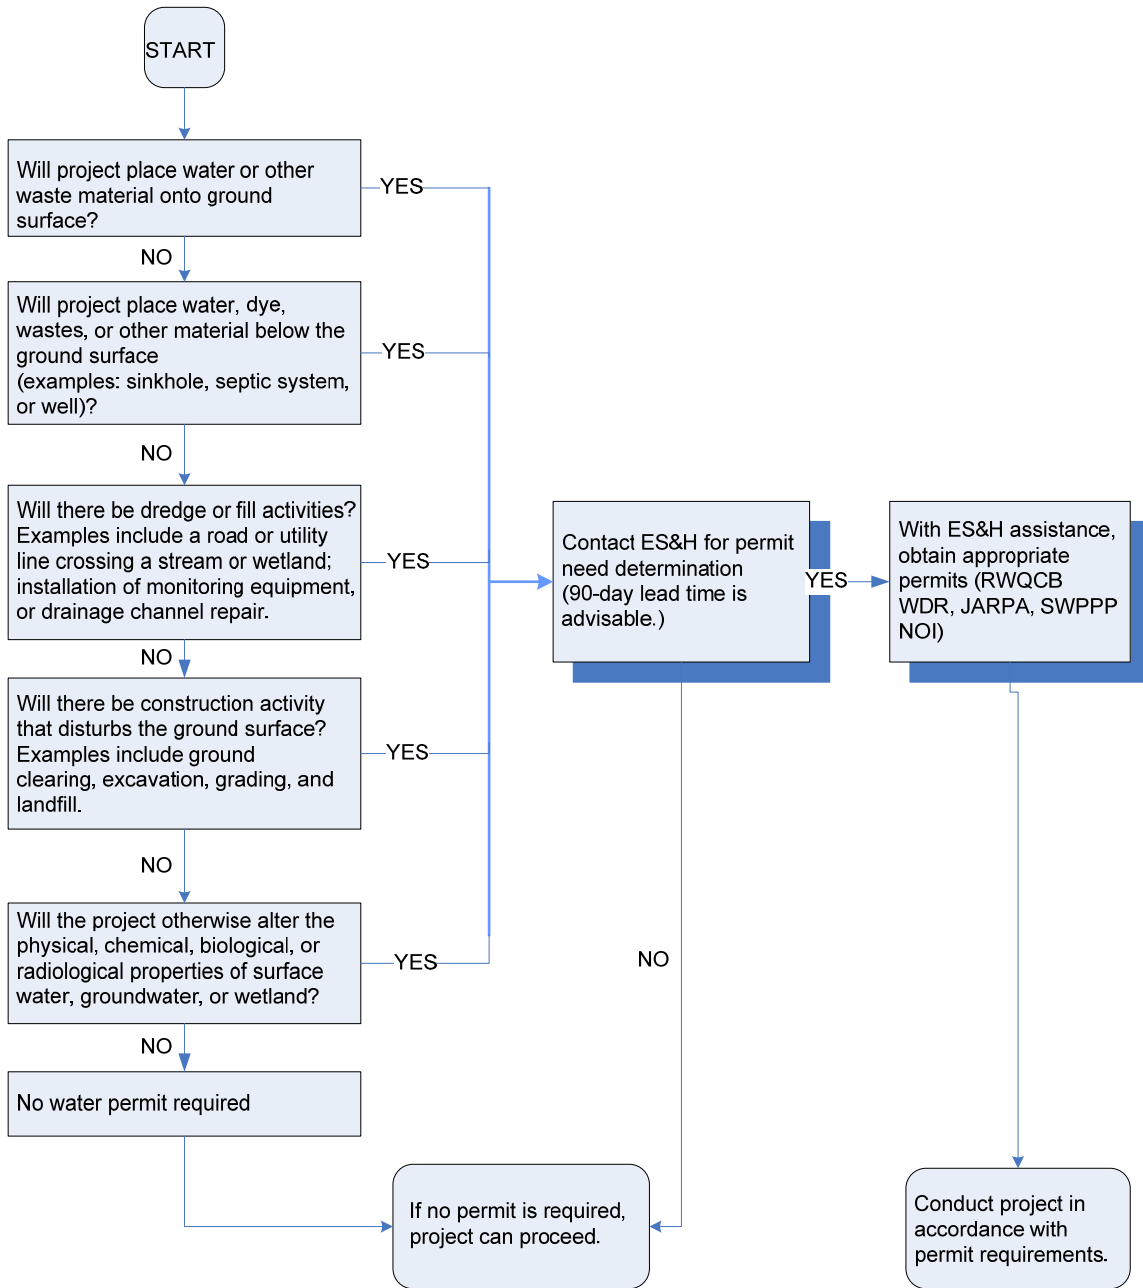 START
Will project place water or other
waste material onto ground
surface?
YES
NO
Will project place water, dye,
wastes, or other material below the
ground surface
(examples: sinkhole, septic system,
or well)?
YES
NO
Will there be dredge or fill activities?
Examples include a road or utility
line crossing a stream or wetland;
installation of monitoring equipment,
or drainage channel repair.
YES
NO
Will there be construction activity
that disturbs the ground surface?
Examples include ground
clearing, excavation, grading, and
landfill.
YES
NO
Will the project otherwise alter the
physical, chemical, biological, or
radiological properties of surface
water, groundwater, or wetland?
YES
NO
No water permit required
Contact ES&H for permit
need determination
(90-day lead time is
advisable.)
YES
NO
With ES&H assistance,
obtain appropriate
permits (RWQCB
WDR, JARPA, SWPPP
NOI)
If no permit is required,
project can proceed.
Conduct project in
accordance with
permit requirements.